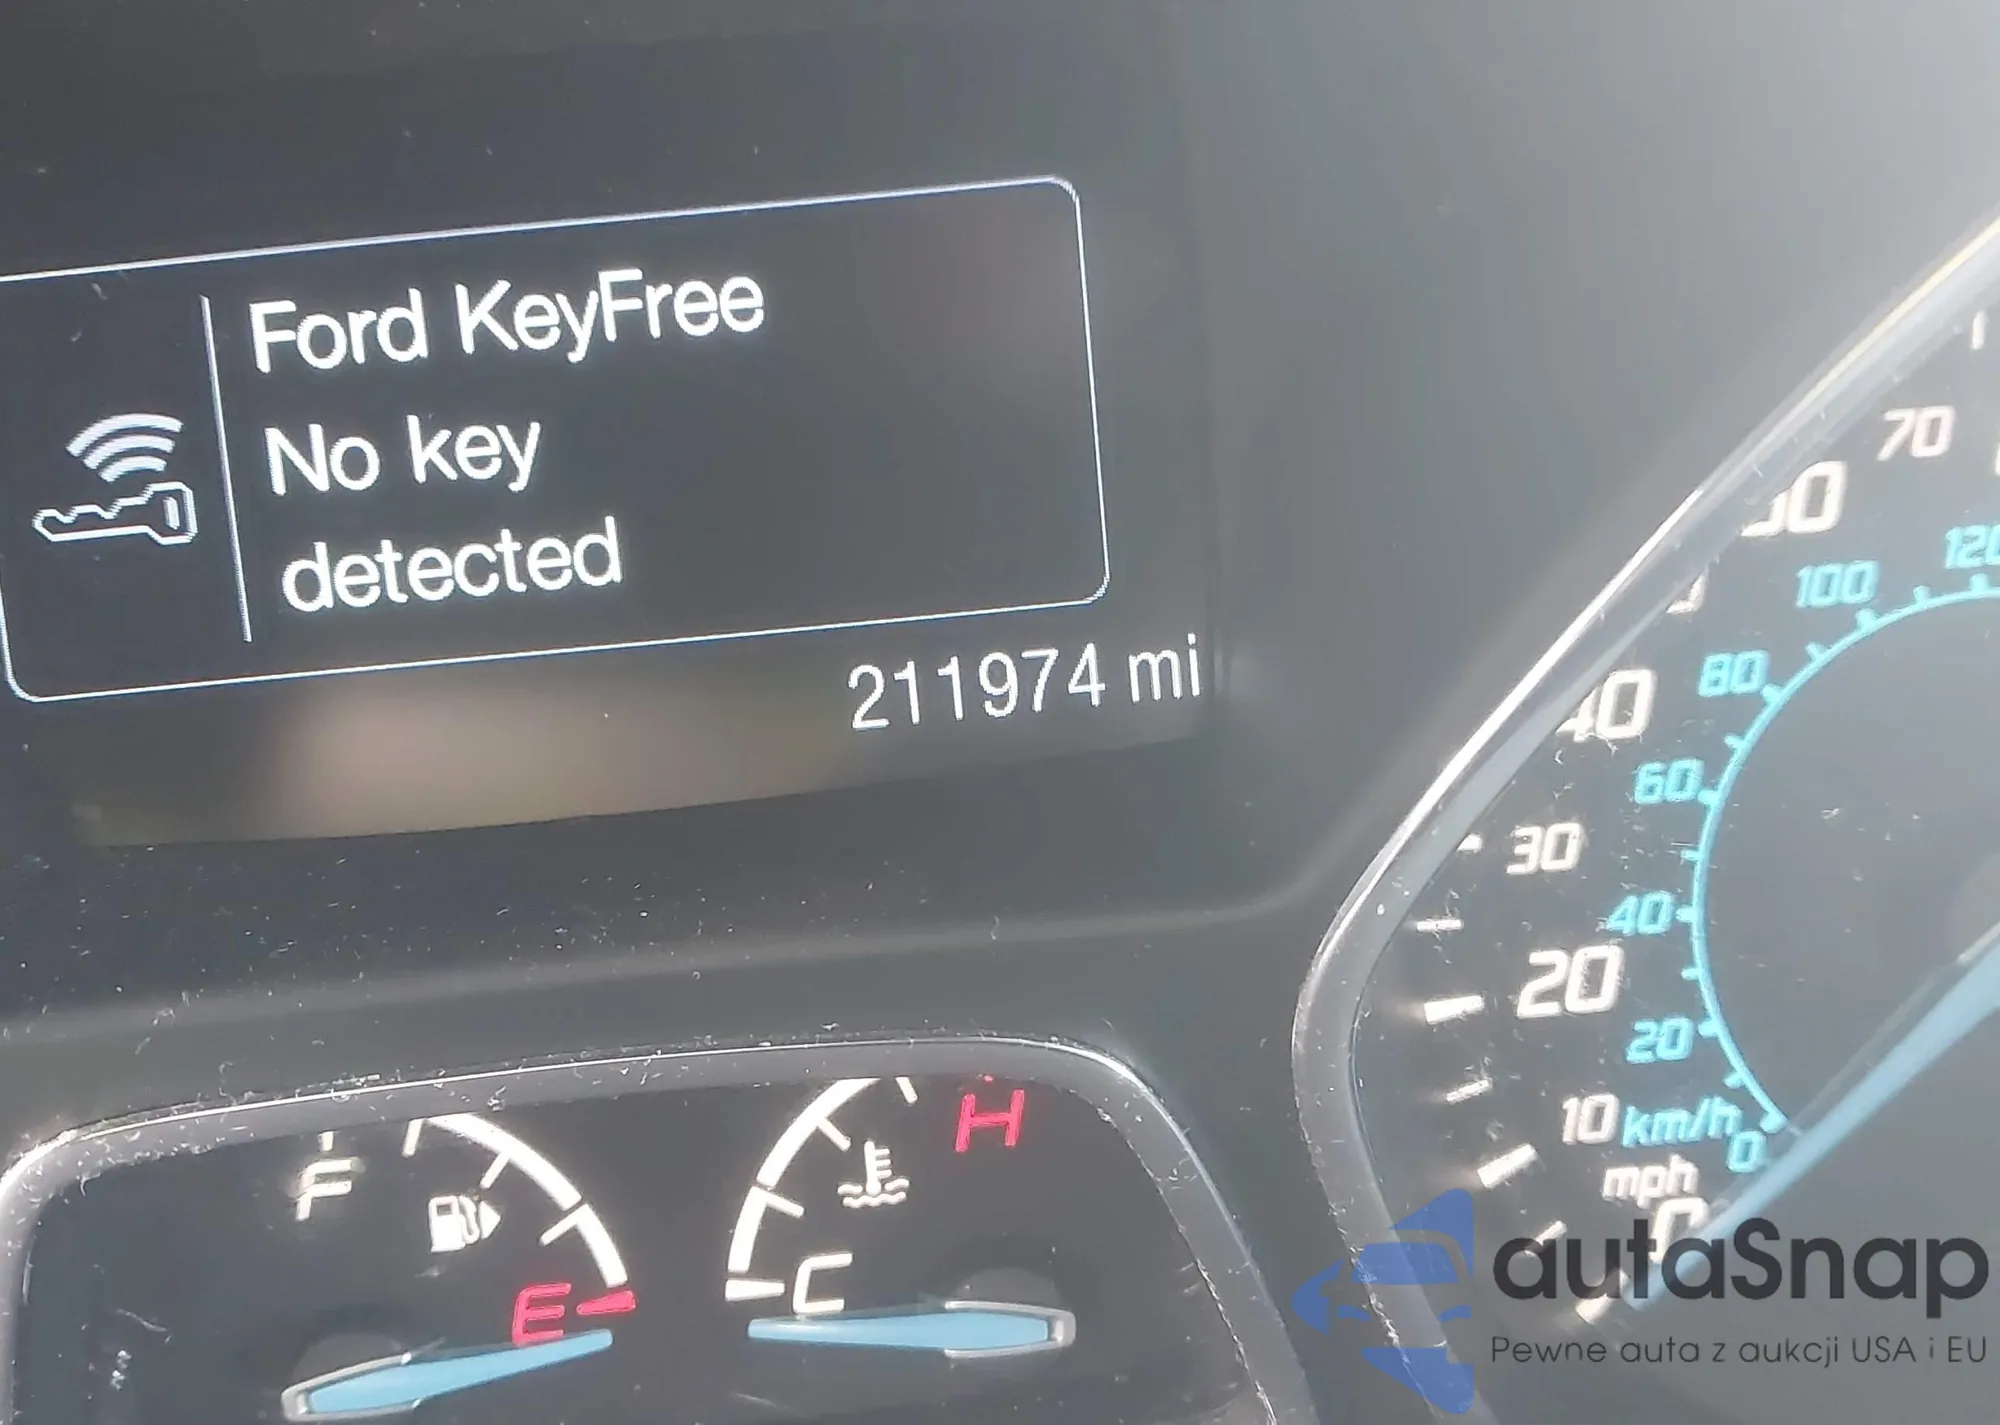 Ford KeyFree
No key
detected
211974 mi
70
120
100
80
40
60
30
40
20
20
10 km/h
0
mph
0
F
E
H
C
autaSnap
Pewne auta z aukcji USA i EU